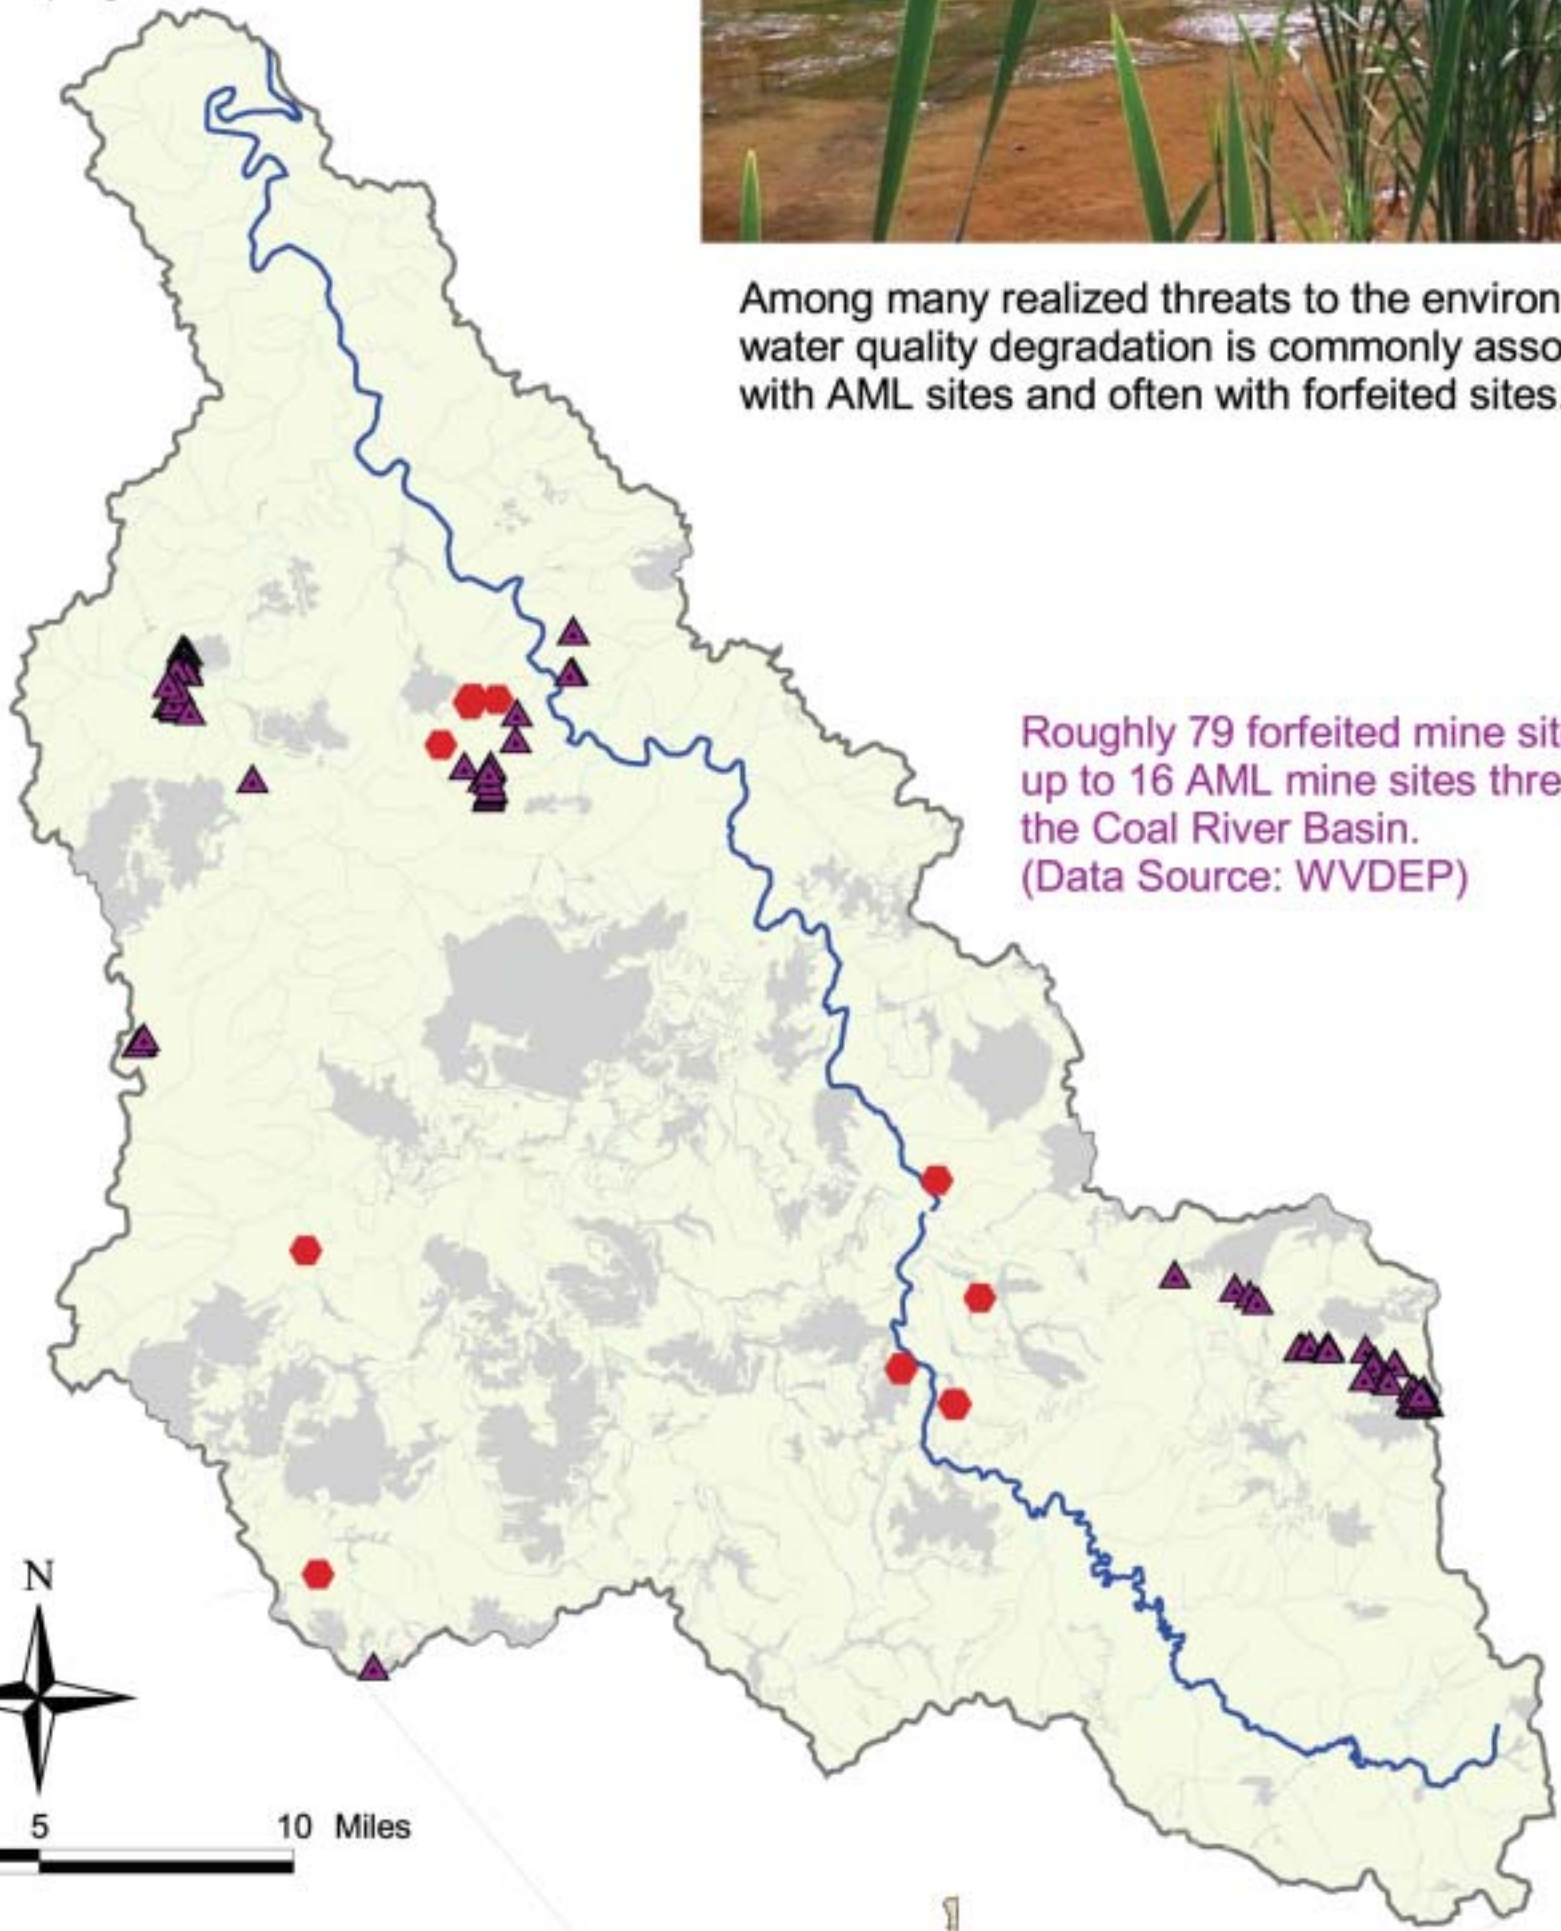 Among many realized threats to the environ
water quality degradation is commonly asso
with AML sites and often with forfeited sites.
Roughly 79 forfeited mine sit
up to 16 AML mine sites thre
the Coal River Basin.
(Data Source: WVDEP)
N
5 10 Miles